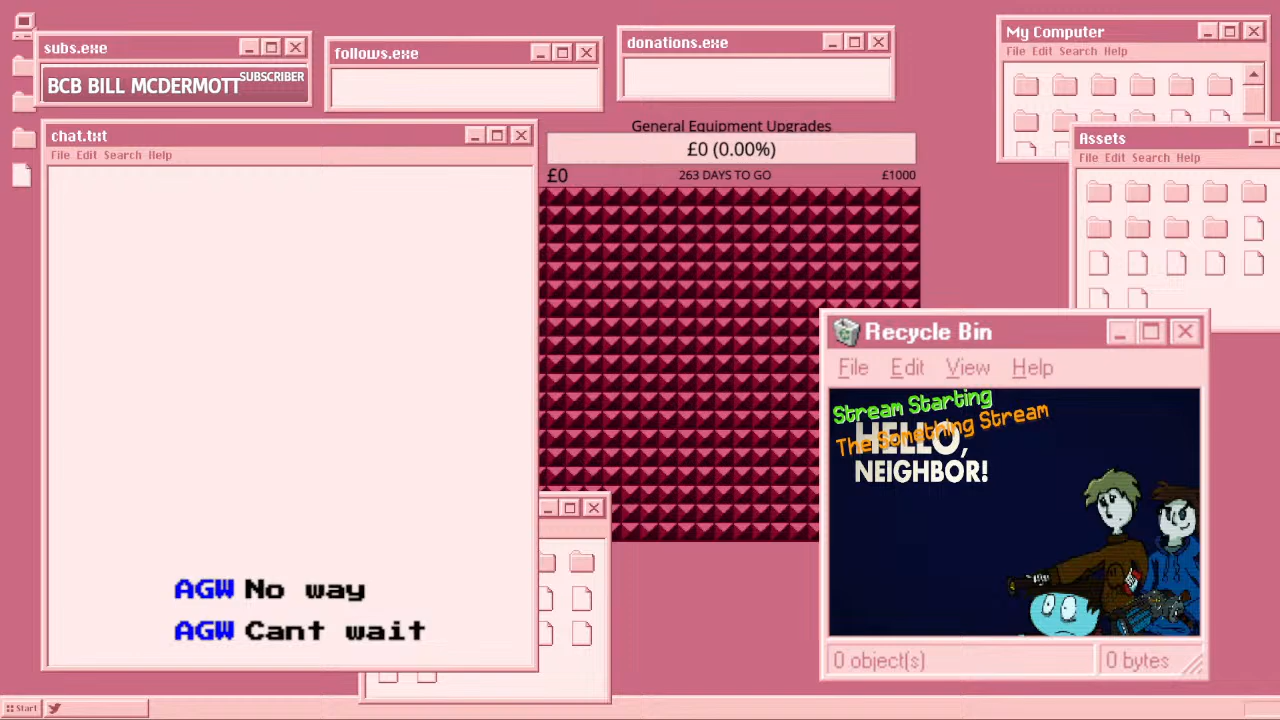 subs.exe
BCB BILL MCDERMOTT SUBSCRIBER
follows.exe
donations.exe
My Computer
File Edit Search Help
chat.txt
File Edit Search Help
General Equipment Upgrades
£0 (0.00%)
£0 263 DAYS TO GO £1000
Assets
File Edit Search Help
Recycle Bin
File Edit View Help
Stream Starting
The Something Stream
HELLO,
NEIGHBOR!
AGW No way
AGW Cant wait
0 object(s) 0 bytes
Start